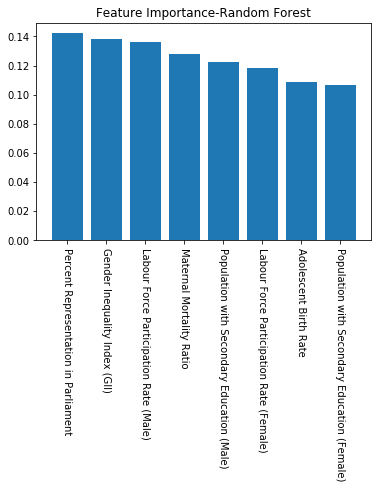 Feature Importance-Random Forest
0.14
0.12
0.10
0.08
0.06
0.04
0.02
0.00
Percent Representation in Parliament
Gender Inequality Index (GII)
Labour Force Participation Rate (Male)
Maternal Mortality Ratio
Population with Secondary Education (Male)
Labour Force Participation Rate (Female)
Adolescent Birth Rate
Population with Secondary Education (Female)